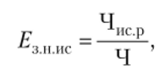 Eз.н.ис = Чис.р / Ч,